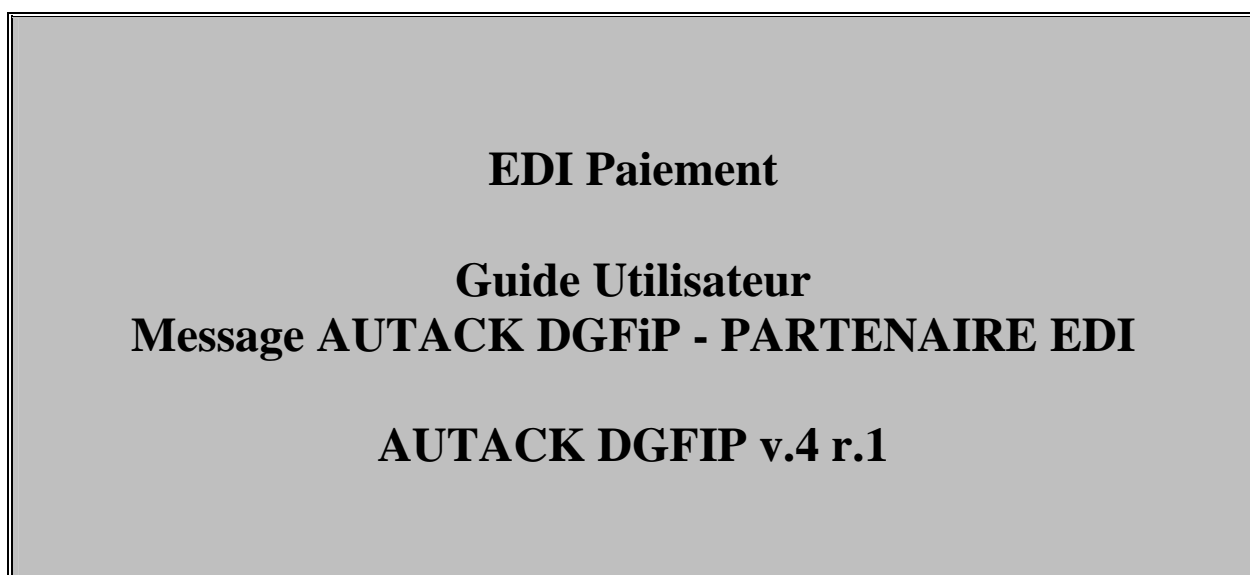 EDI Paiement
Guide Utilisateur
Message AUTACK DGFiP - PARTENAIRE EDI
AUTACK DGFIP v.4 r.1